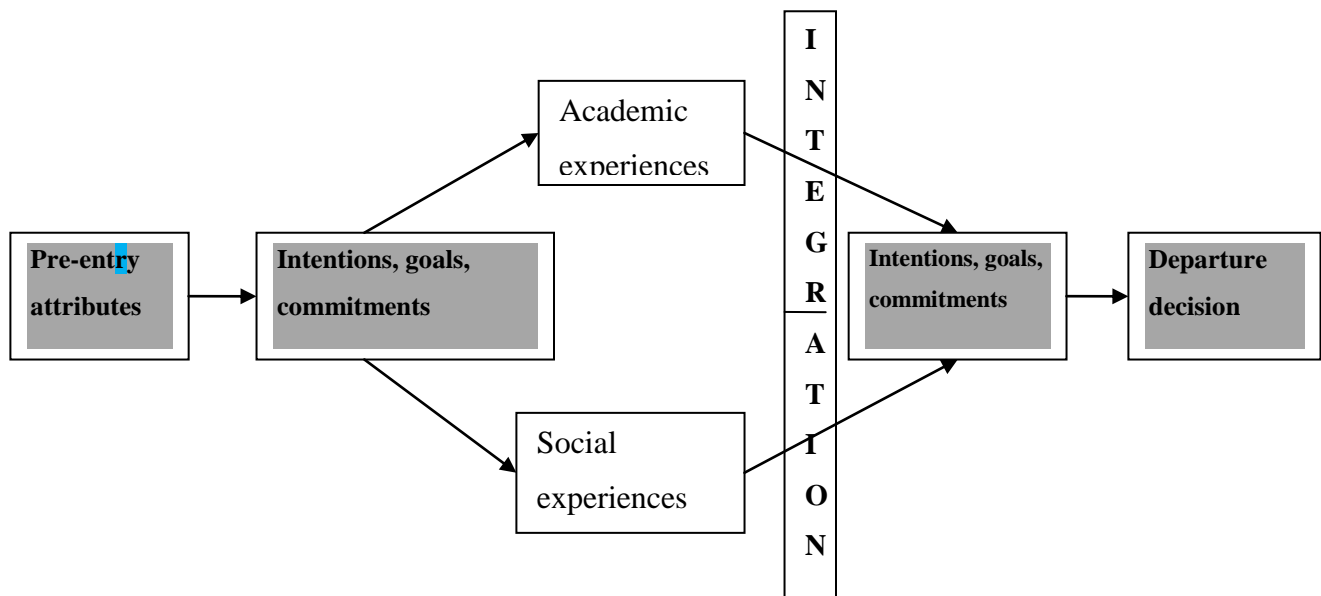 Pre-entry
attributes
Intentions, goals,
commitments
Academic
experiences
Social
experiences
I
N
T
E
G
R
A
T
I
O
N
Intentions, goals,
commitments
Departure
decision